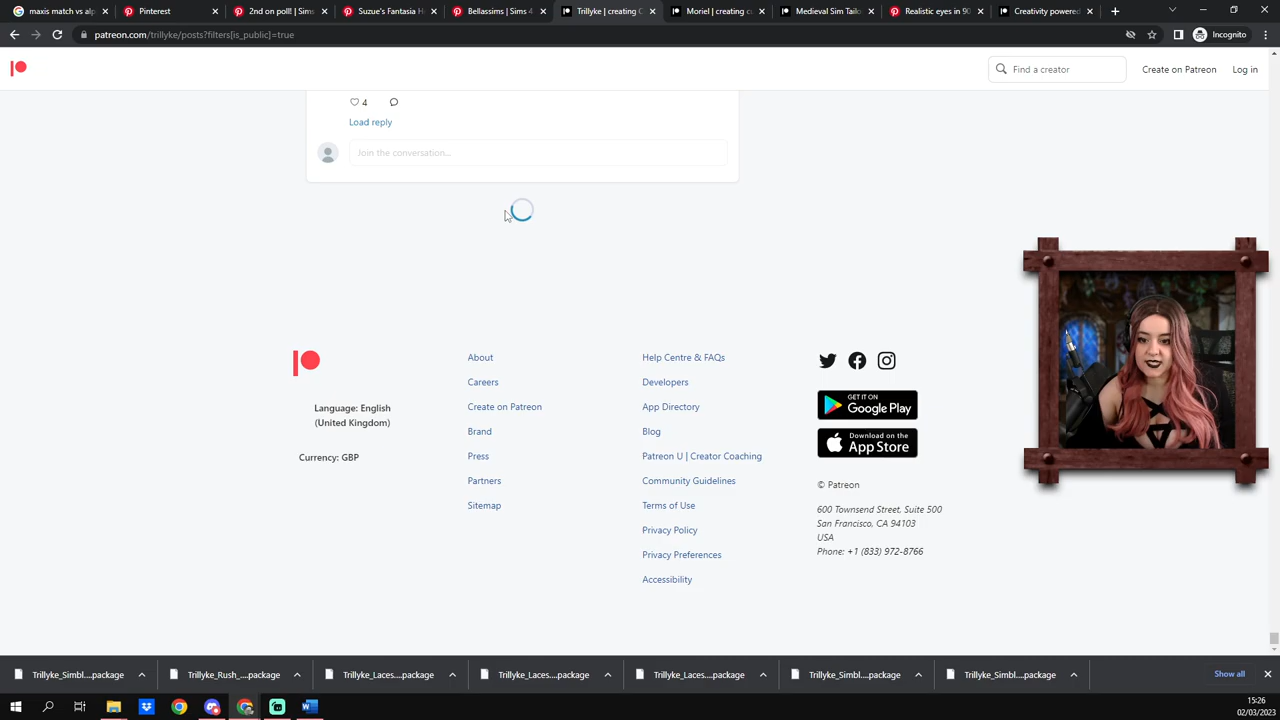 maxis match vs alp
Pinterest
2nd on poll! | Sims
Suzue's Fantasia H
Bellassims | Sims 4
Trillyke | creating C
Moriel | creating cu
Medieval Sim Tailo
Realistic eyes in 90
Creativity powered
patreon.com/trillyke/posts?filters[is_public]=true
Incognito
Find a creator
Create on Patreon
Log in
4
Load reply
Join the conversation...
Language: English
(United Kingdom)
Currency: GBP
About
Careers
Create on Patreon
Brand
Press
Partners
Sitemap
Help Centre & FAQs
Developers
App Directory
Blog
Patreon U | Creator Coaching
Community Guidelines
Terms of Use
Privacy Policy
Privacy Preferences
Accessibility
GET IT ON
Google Play
Download on the
App Store
© Patreon
600 Townsend Street, Suite 500
San Francisco, CA 94103
USA
Phone: +1 (833) 972-8766
Trillyke_Simbl....package
Trillyke_Rush_....package
Trillyke_Laces....package
Trillyke_Laces....package
Trillyke_Laces....package
Trillyke_Simbl....package
Trillyke_Simbl....package
Show all
15:26
02/03/2023